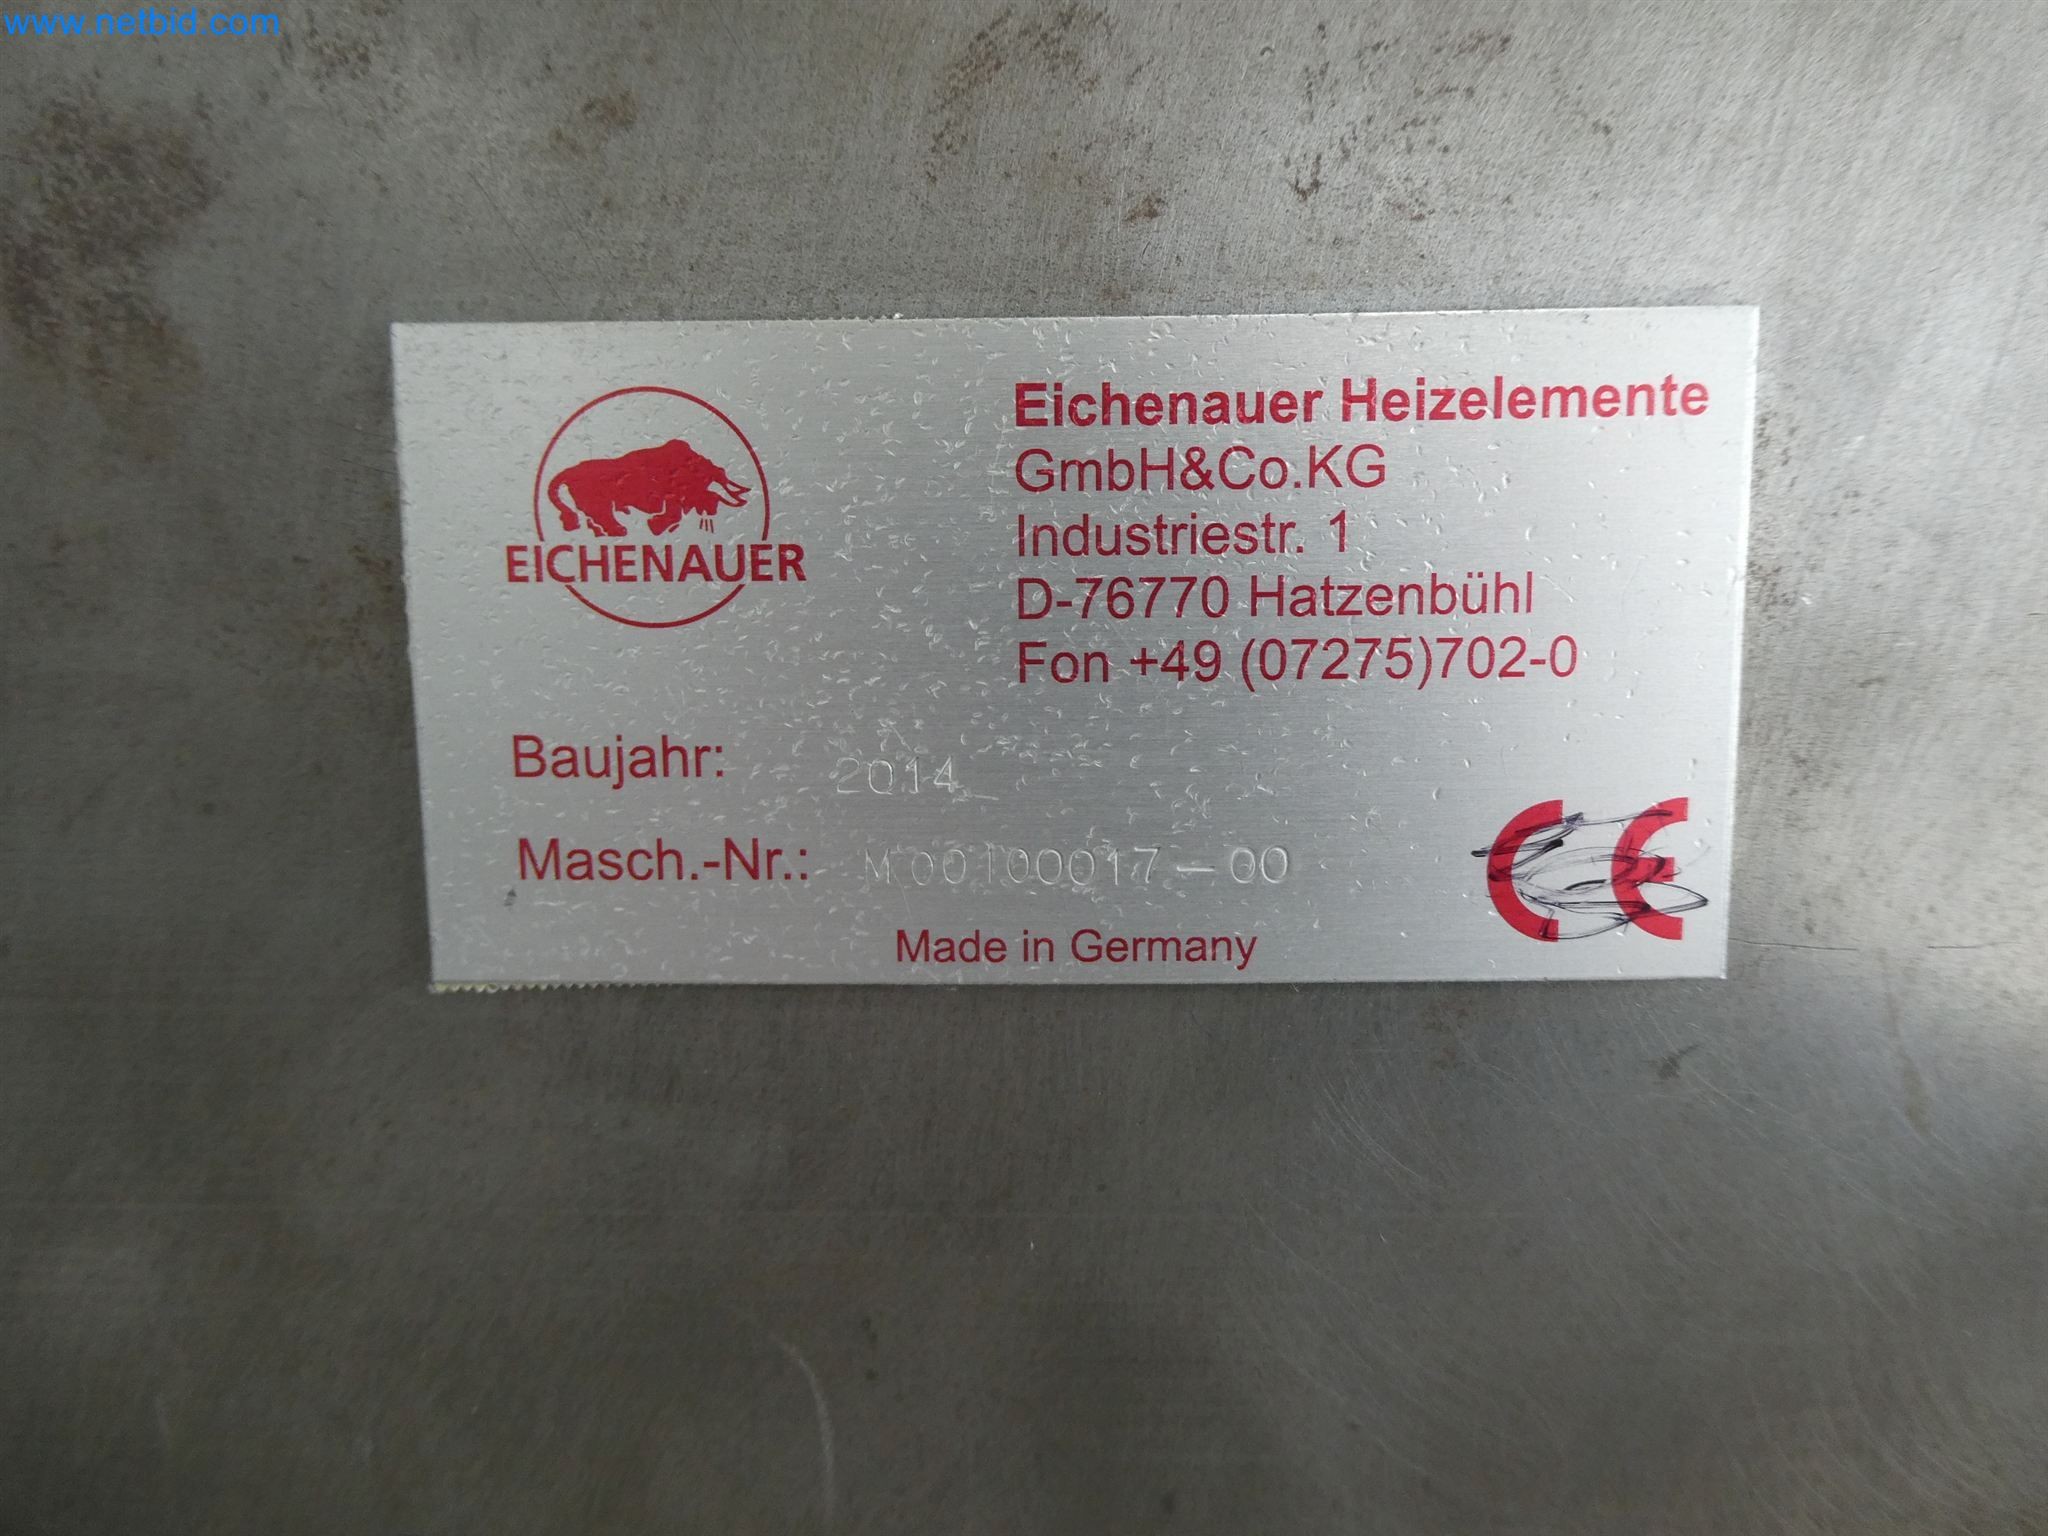 www.netbid.com
EICHENAUER
Eichenauer Heizelemente
GmbH&Co.KG
Industriestr. 1
D-76770 Hatzenbühl
Fon +49 (07275)702-0
Baujahr: 2014
Masch.-Nr.: M00100017-00
Made in Germany
CE